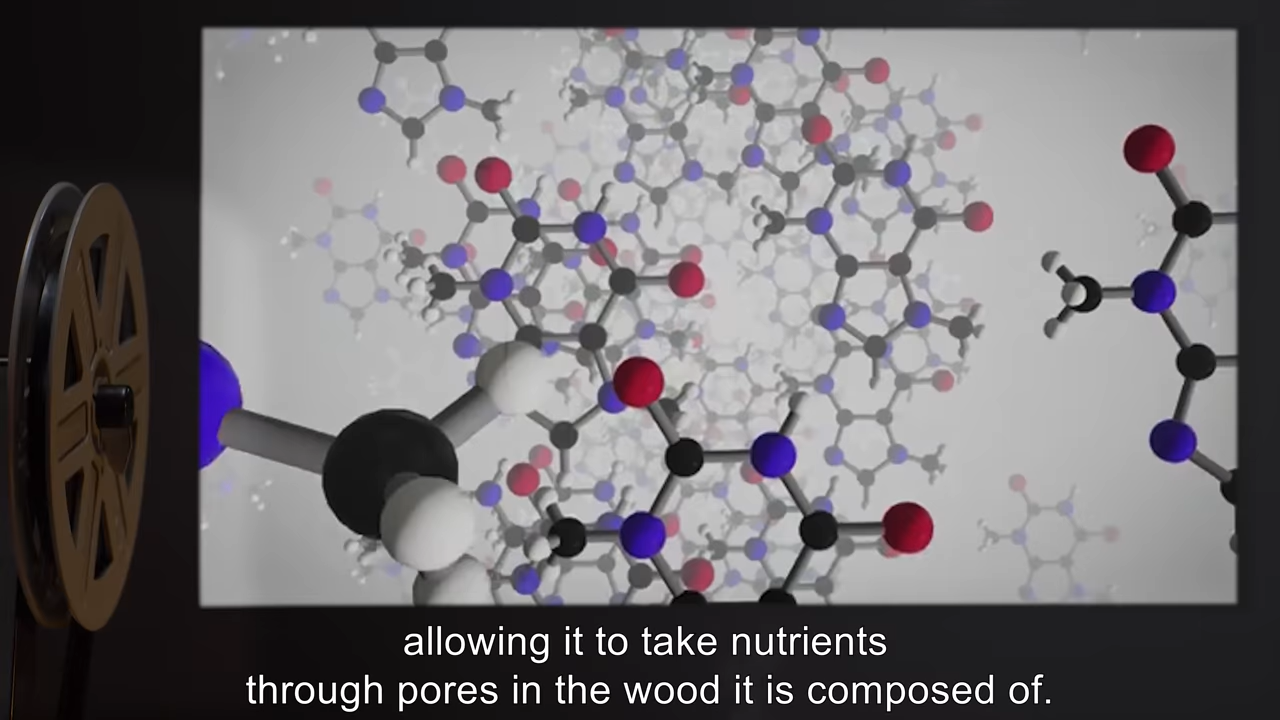 allowing it to take nutrients
through pores in the wood it is composed of.